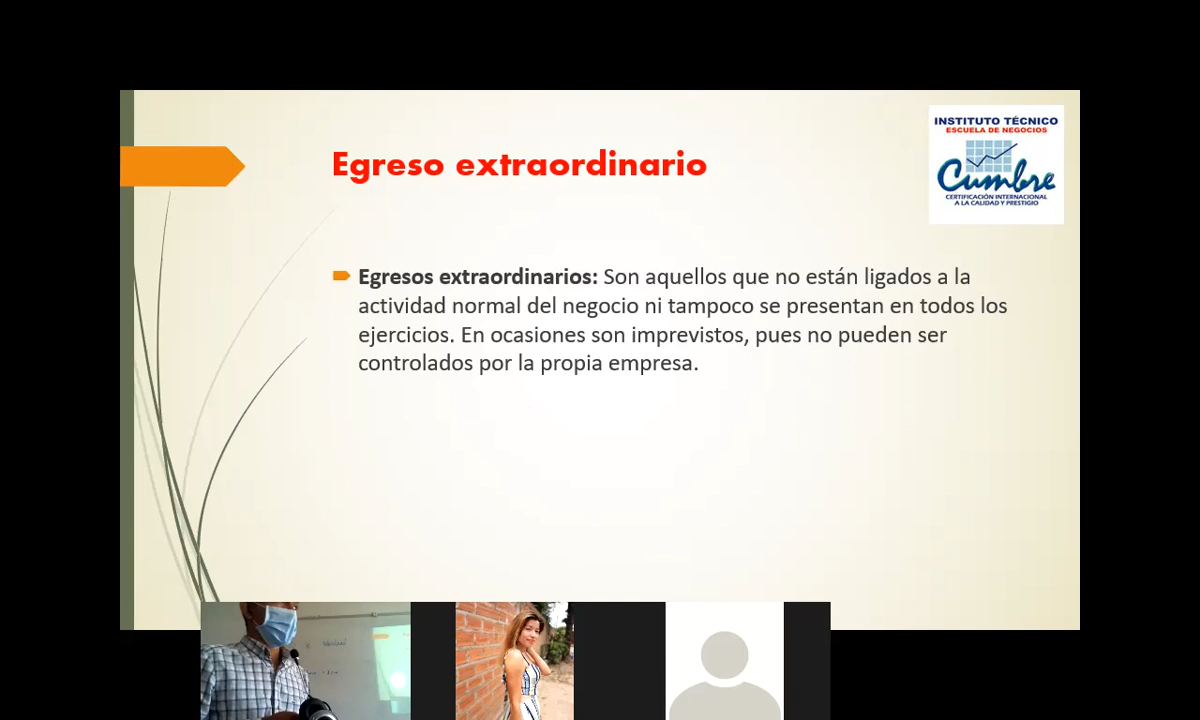 INSTITUTO TÉCNICO
ESCUELA DE NEGOCIOS
Cumbre
CERTIFICACIÓN INTERNACIONAL
A LA CALIDAD Y PRESTIGIO
Egreso extraordinario
Egresos extraordinarios: Son aquellos que no están ligados a la
actividad normal del negocio ni tampoco se presentan en todos los
ejercicios. En ocasiones son imprevistos, pues no pueden ser
controlados por la propia empresa.